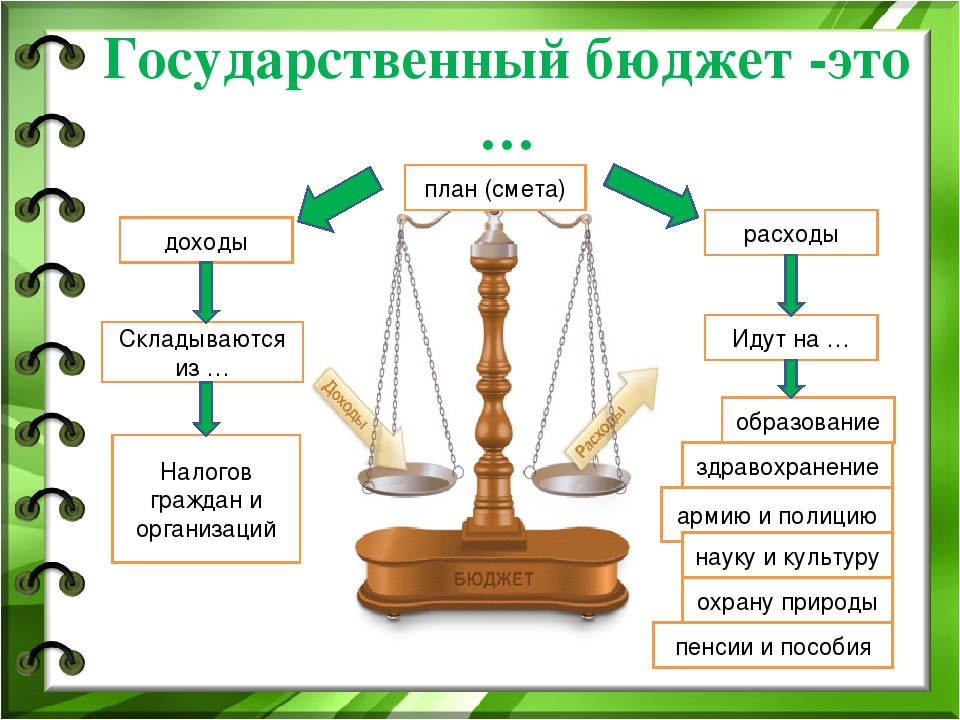 Государственный бюджет -это
…
план (смета)
доходы
расходы
Складываются
из …
Идут на …
Доходы
Расходы
Налогов
граждан и
организаций
образование
здравохранение
армию и полицию
науку и культуру
охрану природы
пенсии и пособия
БЮДЖЕТ